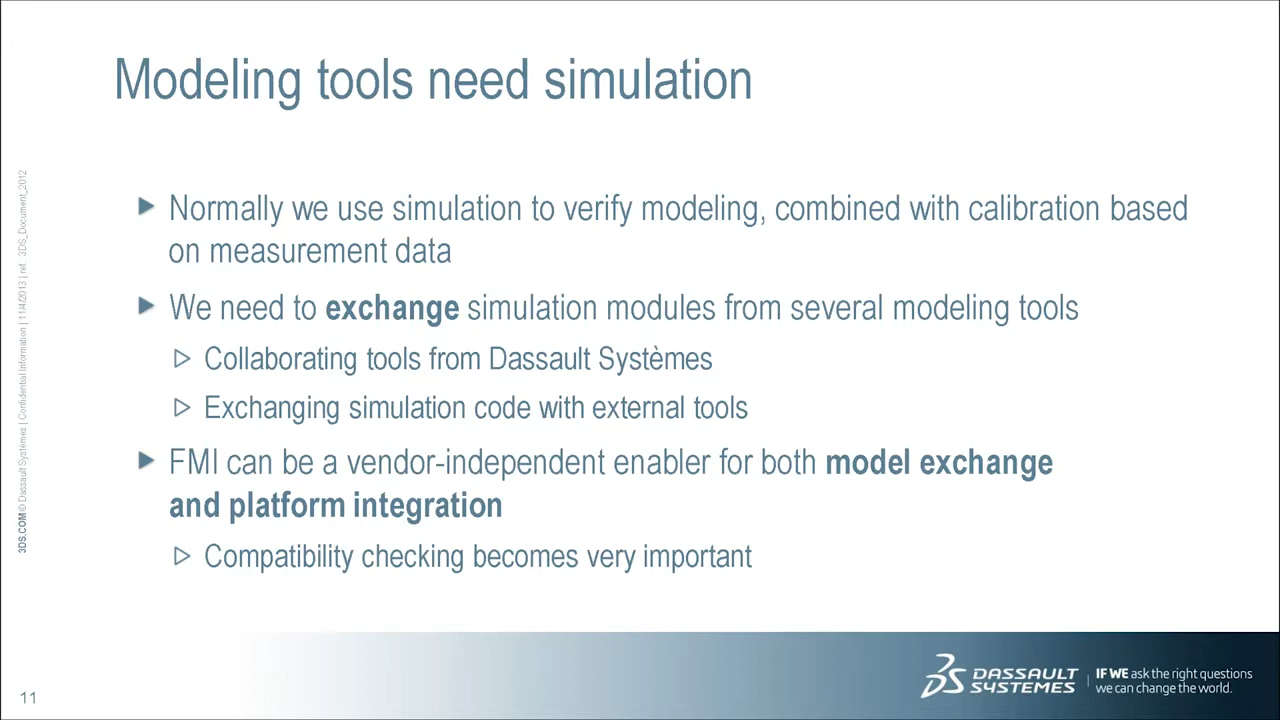 Modeling tools need simulation
Normally we use simulation to verify modeling, combined with calibration based
on measurement data
We need to exchange simulation modules from several modeling tools
Collaborating tools from Dassault Systèmes
Exchanging simulation code with external tools
FMI can be a vendor-independent enabler for both model exchange
and platform integration
Compatibility checking becomes very important
3DS.COM © Dassault Systèmes | Confidential Information | 11/4/2013 | ref.: 3DS_Document_2012
11
DASSAULT
SYSTEMES
IF WE ask the right questions
we can change the world.